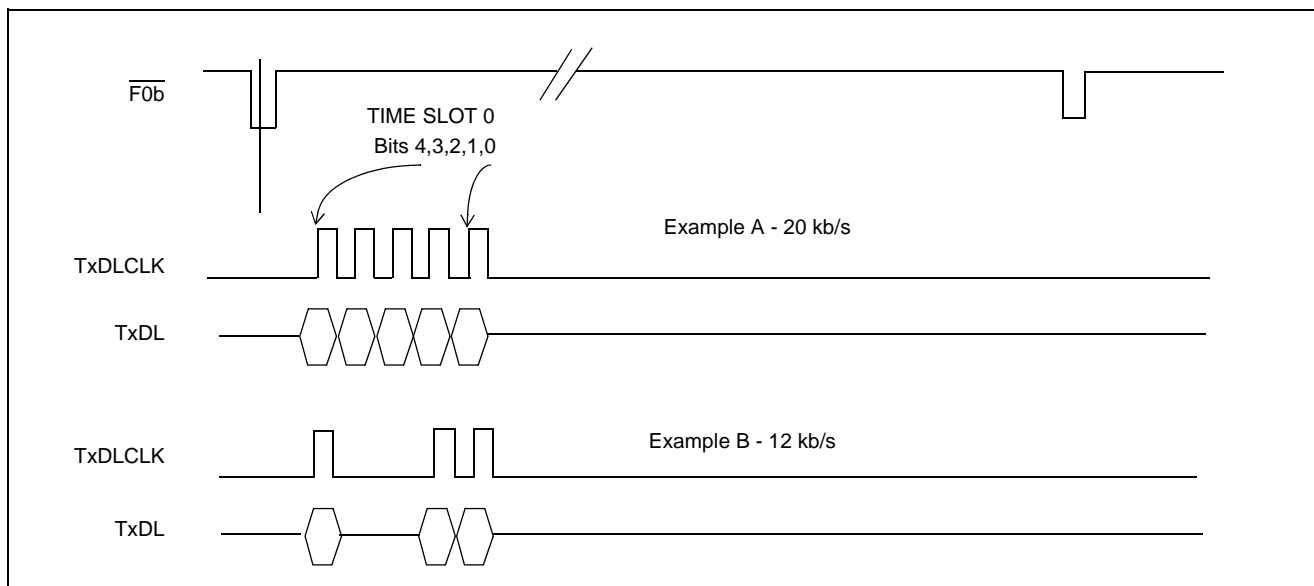 F0b
TIME SLOT 0
Bits 4,3,2,1,0
Example A - 20 kb/s
TxDLCLK
TxDL
Example B - 12 kb/s
TxDLCLK
TxDL